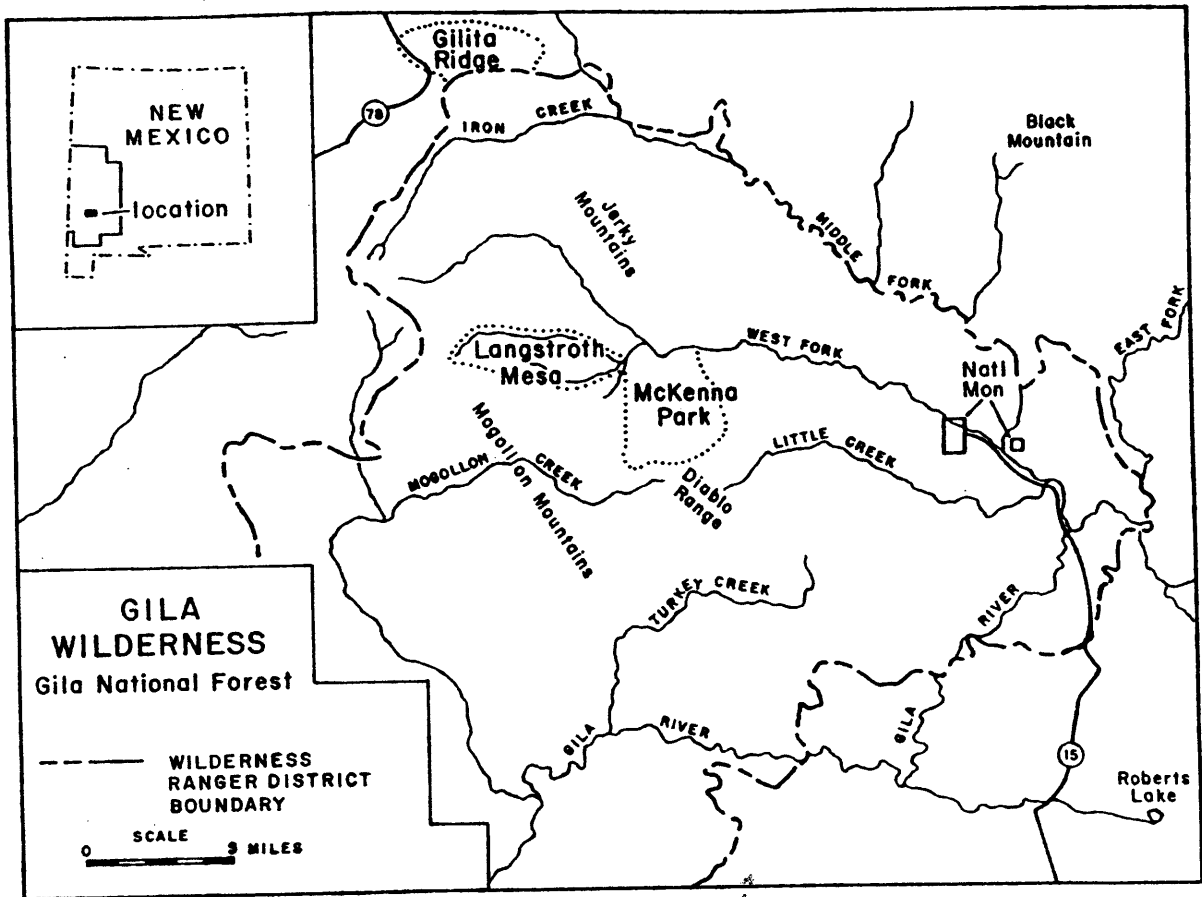 Gilita
Ridge
NEW
MEXICO
location
78
IRON CREEK
Black
Mountain
Jerky
Mountains
MIDDLE FORK
EAST FORK
WEST FORK
Langstroth
Mesa
McKenna
Park
Natl
Mon
Mogollon Mountains
MOGOLLON CREEK
LITTLE CREEK
Diablo
Range
TURKEY CREEK
RIVER
GILA
GILA RIVER
15
Roberts
Lake
GILA
WILDERNESS
Gila National Forest
WILDERNESS
RANGER DISTRICT
BOUNDARY
SCALE
0 MILES